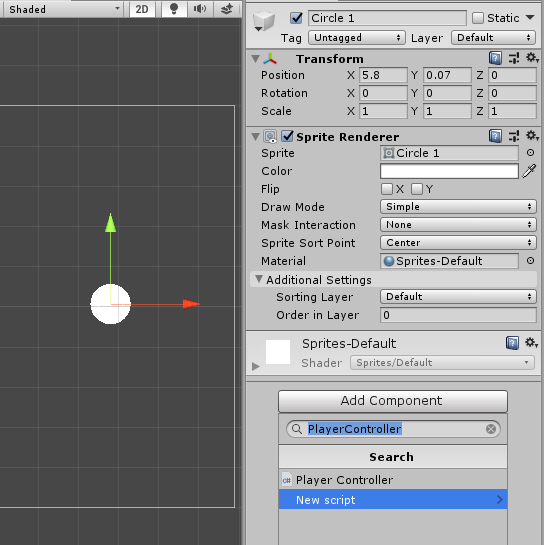 Shaded 2D
Circle 1 Static
Tag Untagged Layer Default
Transform
Position X 5.8 Y 0.07 Z 0
Rotation X 0 Y 0 Z 0
Scale X 1 Y 1 Z 1
Sprite Renderer
Sprite Circle 1
Color
Flip X Y
Draw Mode Simple
Mask Interaction None
Sprite Sort Point Center
Material Sprites-Default
Additional Settings
Sorting Layer Default
Order in Layer 0
Sprites-Default
Shader Sprites/Default
Add Component
PlayerController
Search
c# Player Controller
New script